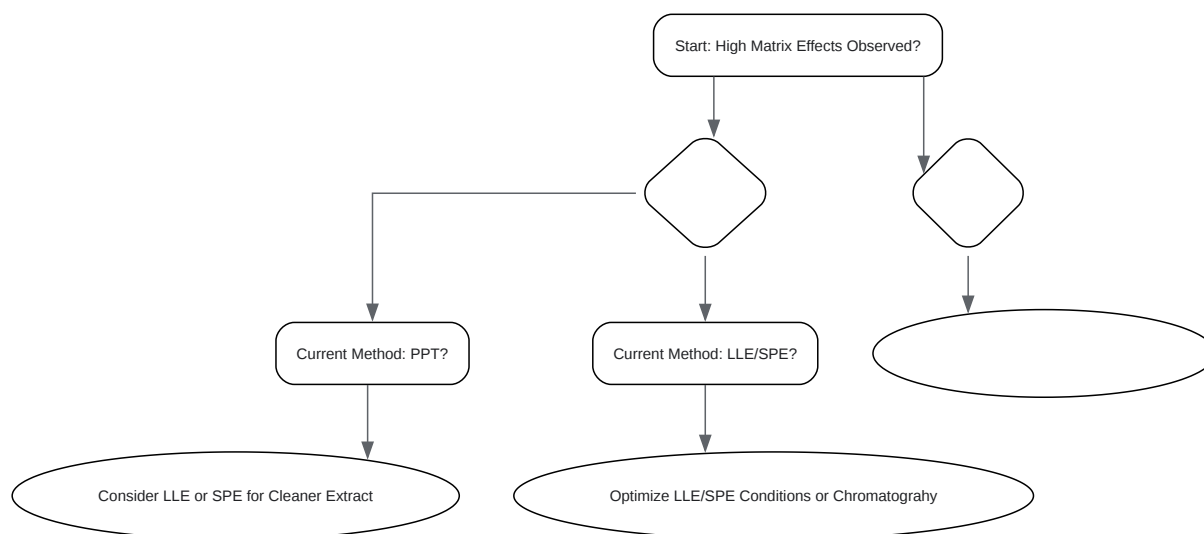 Start: High Matrix Effects Observed?
Current Method: PPT?
Current Method: LLE/SPE?
Consider LLE or SPE for Cleaner Extract
Optimize LLE/SPE Conditions or Chromatograhy